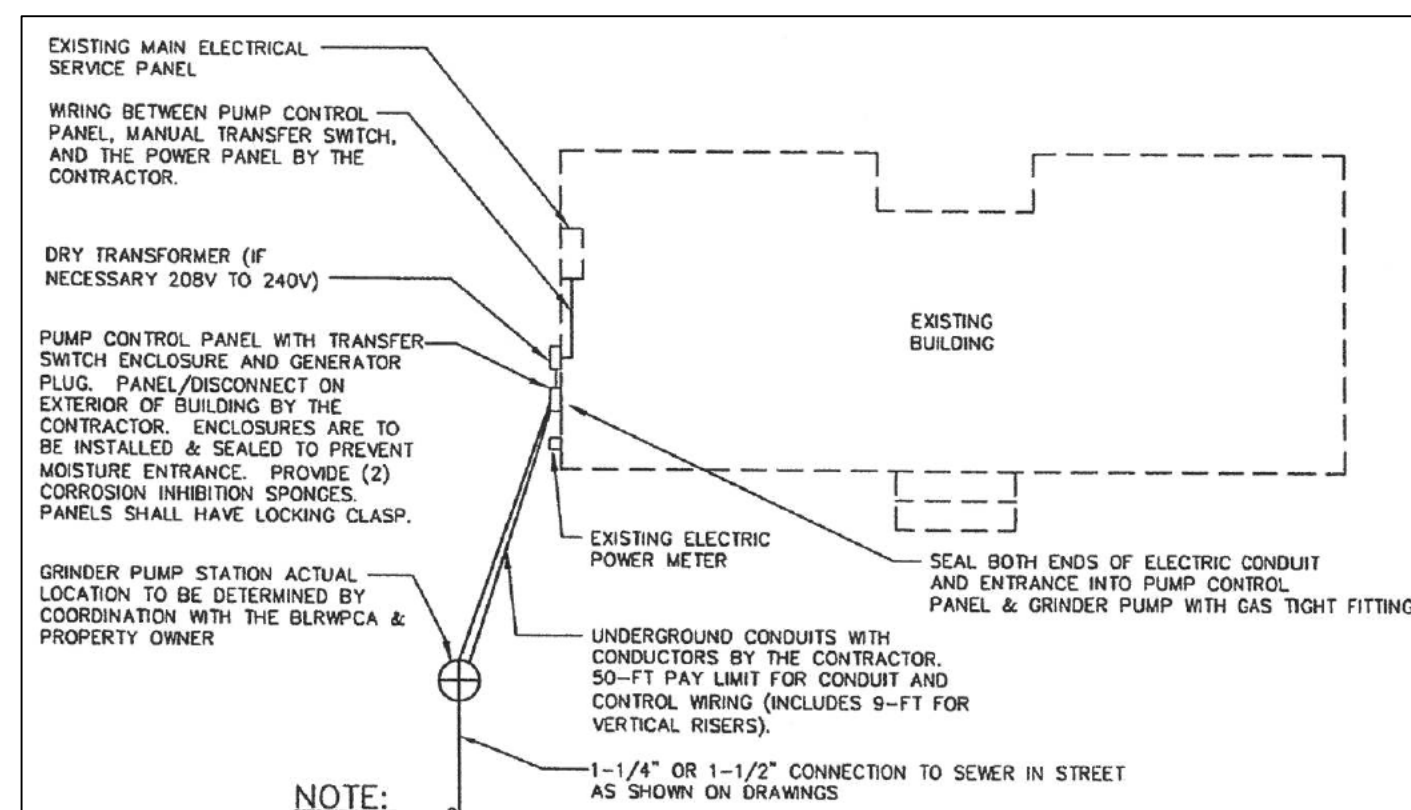 EXISTING MAIN ELECTRICAL
SERVICE PANEL
WIRING BETWEEN PUMP CONTROL
PANEL, MANUAL TRANSFER SWITCH,
AND THE POWER PANEL BY THE
CONTRACTOR.
DRY TRANSFORMER (IF
NECESSARY 208V TO 240V)
PUMP CONTROL PANEL WITH TRANSFER
SWITCH ENCLOSURE AND GENERATOR
PLUG. PANEL/DISCONNECT ON
EXTERIOR OF BUILDING BY THE
CONTRACTOR. ENCLOSURES ARE TO
BE INSTALLED & SEALED TO PREVENT
MOISTURE ENTRANCE. PROVIDE (2)
CORROSION INHIBITION SPONGES.
PANELS SHALL HAVE LOCKING CLASP.
GRINDER PUMP STATION ACTUAL
LOCATION TO BE DETERMINED BY
COORDINATION WITH THE BLRWPCA &
PROPERTY OWNER
EXISTING
BUILDING
EXISTING ELECTRIC
POWER METER
SEAL BOTH ENDS OF ELECTRIC CONDUIT
AND ENTRANCE INTO PUMP CONTROL
PANEL & GRINDER PUMP WITH GAS TIGHT FITTING
UNDERGROUND CONDUITS WITH
CONDUCTORS BY THE CONTRACTOR.
50-FT PAY LIMIT FOR CONDUIT AND
CONTROL WIRING (INCLUDES 9-FT FOR
VERTICAL RISERS).
1-1/4" OR 1-1/2" CONNECTION TO SEWER IN STREET
AS SHOWN ON DRAWINGS
NOTE: